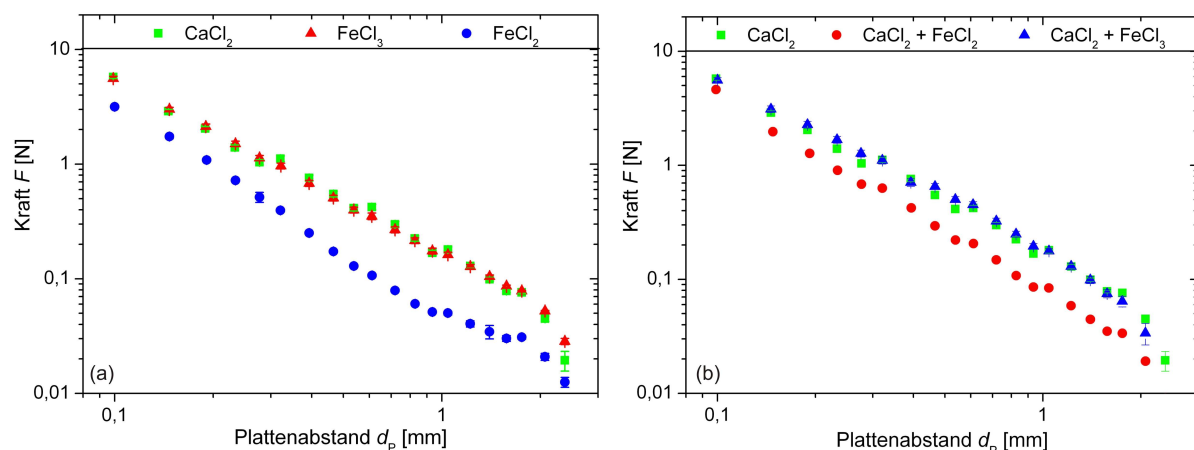 CaCl₂ FeCl₃ FeCl₂
10
1
0,1
0,01
Kraft F [N]
(a)
0,1 1
Plattenabstand dₚ [mm]
CaCl₂ CaCl₂ + FeCl₂ CaCl₂ + FeCl₃
10
1
0,1
0,01
Kraft F [N]
(b)
0,1 1
Plattenabstand dₚ [mm]